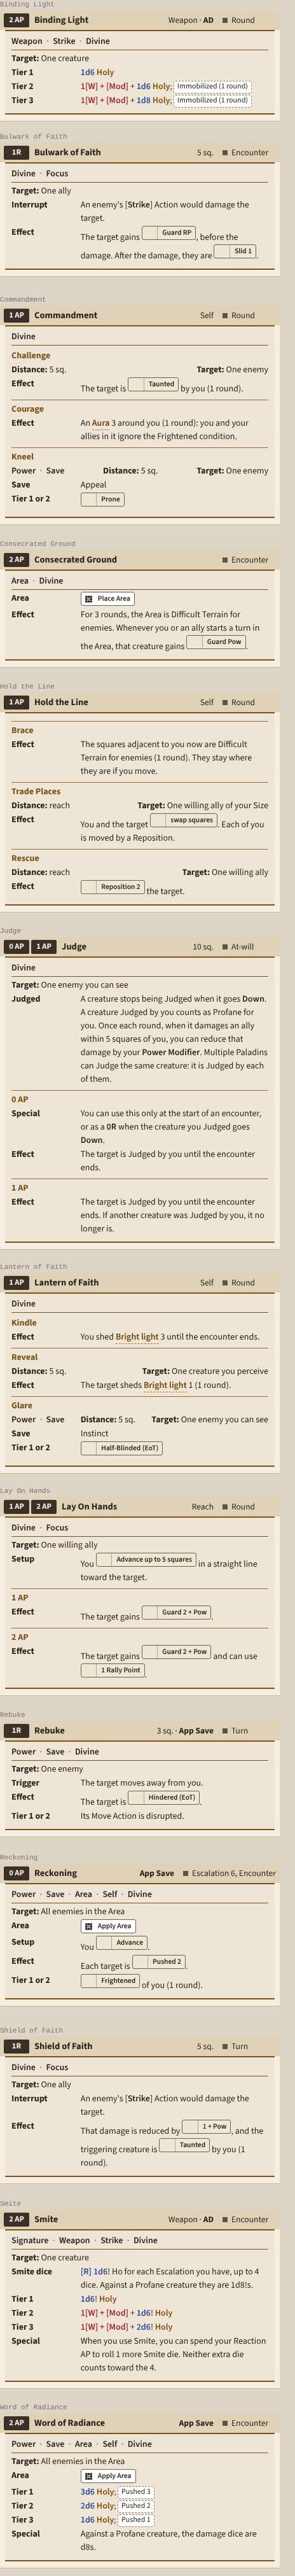 Binding Light
2 AP Binding Light Weapon · AD ■ Round
Weapon · Strike · Divine
Target: One creature
Tier 1 1d6 Holy
Tier 2 1[W] + [Mod] + 1d6 Holy; Immobilized (1 round)
Tier 3 1[W] + [Mod] + 1d8 Holy; Immobilized (1 round)
Bulwark of Faith
1R Bulwark of Faith 5 sq. ■ Encounter
Divine · Focus
Target: One ally
Interrupt An enemy's [Strike] Action would damage the
target.
Effect The target gains Guard RP, before the
damage. After the damage, they are Slid 1.
Commandment
1 AP Commandment Self ■ Round
Divine
Challenge
Distance: 5 sq. Target: One enemy
Effect The target is Taunted by you (1 round).
Courage
Effect An Aura 3 around you (1 round): you and your
allies in it ignore the Frightened condition.
Kneel
Power · Save Distance: 5 sq. Target: One enemy
Save Appeal
Tier 1 or 2 Prone
Consecrated Ground
2 AP Consecrated Ground ■ Encounter
Area · Divine
Area Place Area
Effect For 3 rounds, the Area is Difficult Terrain for
enemies. Whenever you or an ally starts a turn in
the Area, that creature gains Guard Pow.
Hold the Line
1 AP Hold the Line Self ■ Round
Brace
Effect The squares adjacent to you now are Difficult
Terrain for enemies (1 round). They stay where
they are if you move.
Trade Places
Distance: reach Target: One willing ally of your Size
Effect You and the target swap squares. Each of you
is moved by a Reposition.
Rescue
Distance: reach Target: One willing ally
Effect Reposition 2 the target.
Judge
0 AP 1 AP Judge 10 sq. ■ At-will
Divine
Target: One enemy you can see
Judged A creature stops being Judged when it goes Down.
A creature Judged by you counts as Profane for
you. Once each round, when it damages an ally
within 5 squares of you, you can reduce that
damage by your Power Modifier. Multiple Paladins
can Judge the same creature: it is Judged by each
of them.
0 AP
Special You can use this only at the start of an encounter,
or as a 0R when the creature you Judged goes
Down.
Effect The target is Judged by you until the encounter
ends.
1 AP
Effect The target is Judged by you until the encounter
ends. If another creature was Judged by you, it no
longer is.
Lantern of Faith
1 AP Lantern of Faith Self ■ Round
Divine
Kindle
Effect You shed Bright light 3 until the encounter ends.
Reveal
Distance: 5 sq. Target: One creature you perceive
Effect The target sheds Bright light 1 (1 round).
Glare
Power · Save Distance: 5 sq. Target: One enemy you can see
Save Instinct
Tier 1 or 2 Half-Blinded (EoT)
Lay On Hands
1 AP 2 AP Lay On Hands Reach ■ Round
Divine · Focus
Target: One willing ally
Setup You Advance up to 5 squares in a straight line
toward the target.
1 AP
Effect The target gains Guard 2 + Pow.
2 AP
Effect The target gains Guard 2 + Pow and can use
1 Rally Point.
Rebuke
1R Rebuke 3 sq. · App Save ■ Turn
Power · Save · Divine
Target: One enemy
Trigger The target moves away from you.
Effect The target is Hindered (EoT).
Tier 1 or 2 Its Move Action is disrupted.
Reckoning
0 AP Reckoning App Save ■ Escalation 6, Encounter
Power · Save · Area · Self · Divine
Target: All enemies in the Area
Area Apply Area
Setup You Advance.
Effect Each target is Pushed 2.
Tier 1 or 2 Frightened of you (1 round).
Shield of Faith
1R Shield of Faith 5 sq. ■ Turn
Divine · Focus
Target: One ally
Interrupt An enemy's [Strike] Action would damage the
target.
Effect That damage is reduced by 1 + Pow, and the
triggering creature is Taunted by you (1
round).
Smite
2 AP Smite Weapon · AD ■ Encounter
Signature · Weapon · Strike · Divine
Target: One creature
Smite dice [R] 1d6! Ho for each Escalation you have, up to 4
dice. Against a Profane creature they are 1d8!s.
Tier 1 1d6! Holy
Tier 2 1[W] + [Mod] + 1d6! Holy
Tier 3 1[W] + [Mod] + 2d6! Holy
Special When you use Smite, you can spend your Reaction
AP to roll 1 more Smite die. Neither extra die
counts toward the 4.
Word of Radiance
2 AP Word of Radiance App Save ■ Encounter
Power · Save · Area · Self · Divine
Target: All enemies in the Area
Area Apply Area
Tier 1 3d6 Holy; Pushed 3
Tier 2 2d6 Holy; Pushed 2
Tier 3 1d6 Holy; Pushed 1
Special Against a Profane creature, the damage dice are
d8s.